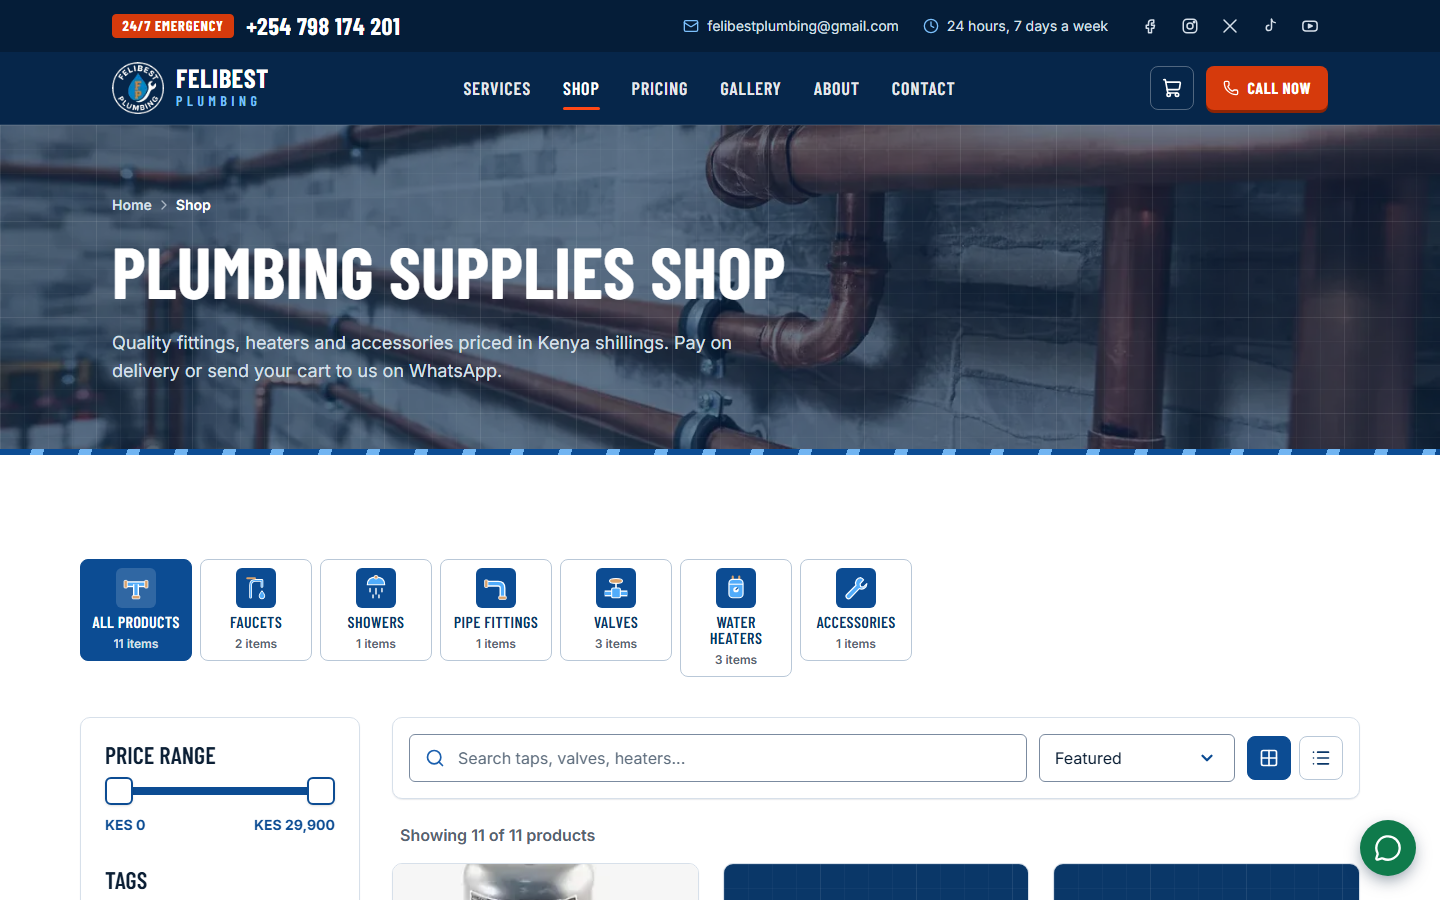 24/7 EMERGENCY +254 798 174 201 felibestplumbing@gmail.com 24 hours, 7 days a week
FELIBEST PLUMBING
FELIBEST
PLUMBING
SERVICES SHOP PRICING GALLERY ABOUT CONTACT
CALL NOW
Home Shop
PLUMBING SUPPLIES SHOP
Quality fittings, heaters and accessories priced in Kenya shillings. Pay on
delivery or send your cart to us on WhatsApp.
ALL PRODUCTS
11 items
FAUCETS
2 items
SHOWERS
1 items
PIPE FITTINGS
1 items
VALVES
3 items
WATER
HEATERS
3 items
ACCESSORIES
1 items
PRICE RANGE
KES 0 KES 29,900
TAGS
Search taps, valves, heaters...
Featured
Showing 11 of 11 products